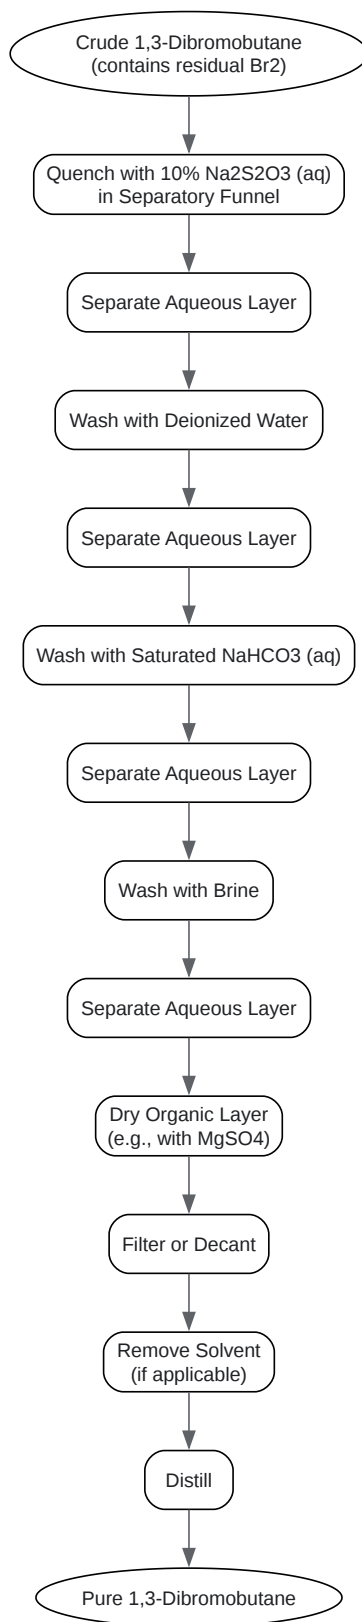 Crude 1,3-Dibromobutane
(contains residual Br2)
Quench with 10% Na2S2O3 (aq)
in Separatory Funnel
Separate Aqueous Layer
Wash with Deionized Water
Separate Aqueous Layer
Wash with Saturated NaHCO3 (aq)
Separate Aqueous Layer
Wash with Brine
Separate Aqueous Layer
Dry Organic Layer
(e.g., with MgSO4)
Filter or Decant
Remove Solvent
(if applicable)
Distill
Pure 1,3-Dibromobutane